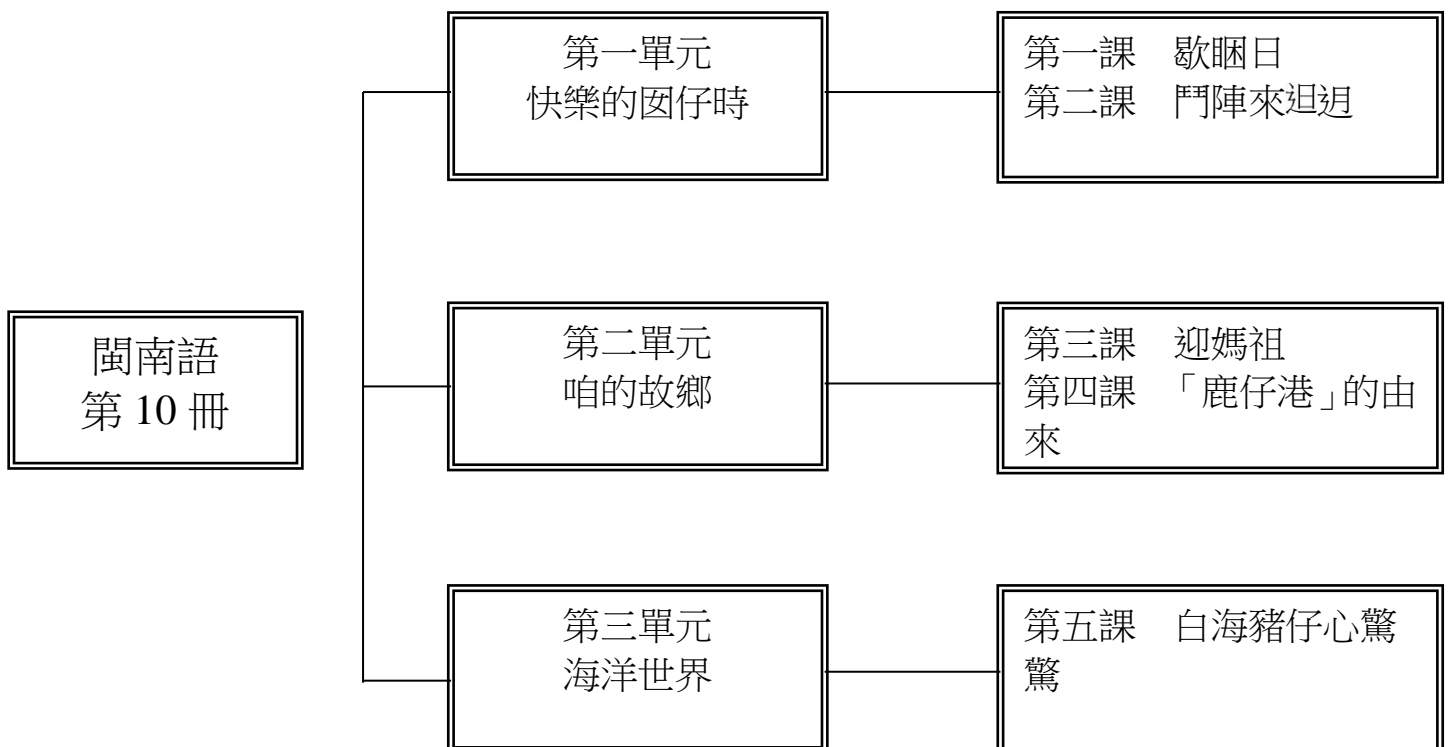 閩南語
第 10 冊
第一單元
快樂的囡仔時
第一課　歇睏日
第二課　鬥陣來𨑨迌
第二單元
咱的故鄉
第三課　迎媽祖
第四課　「鹿仔港」的由
來
第三單元
海洋世界
第五課　白海豬仔心驚
驚